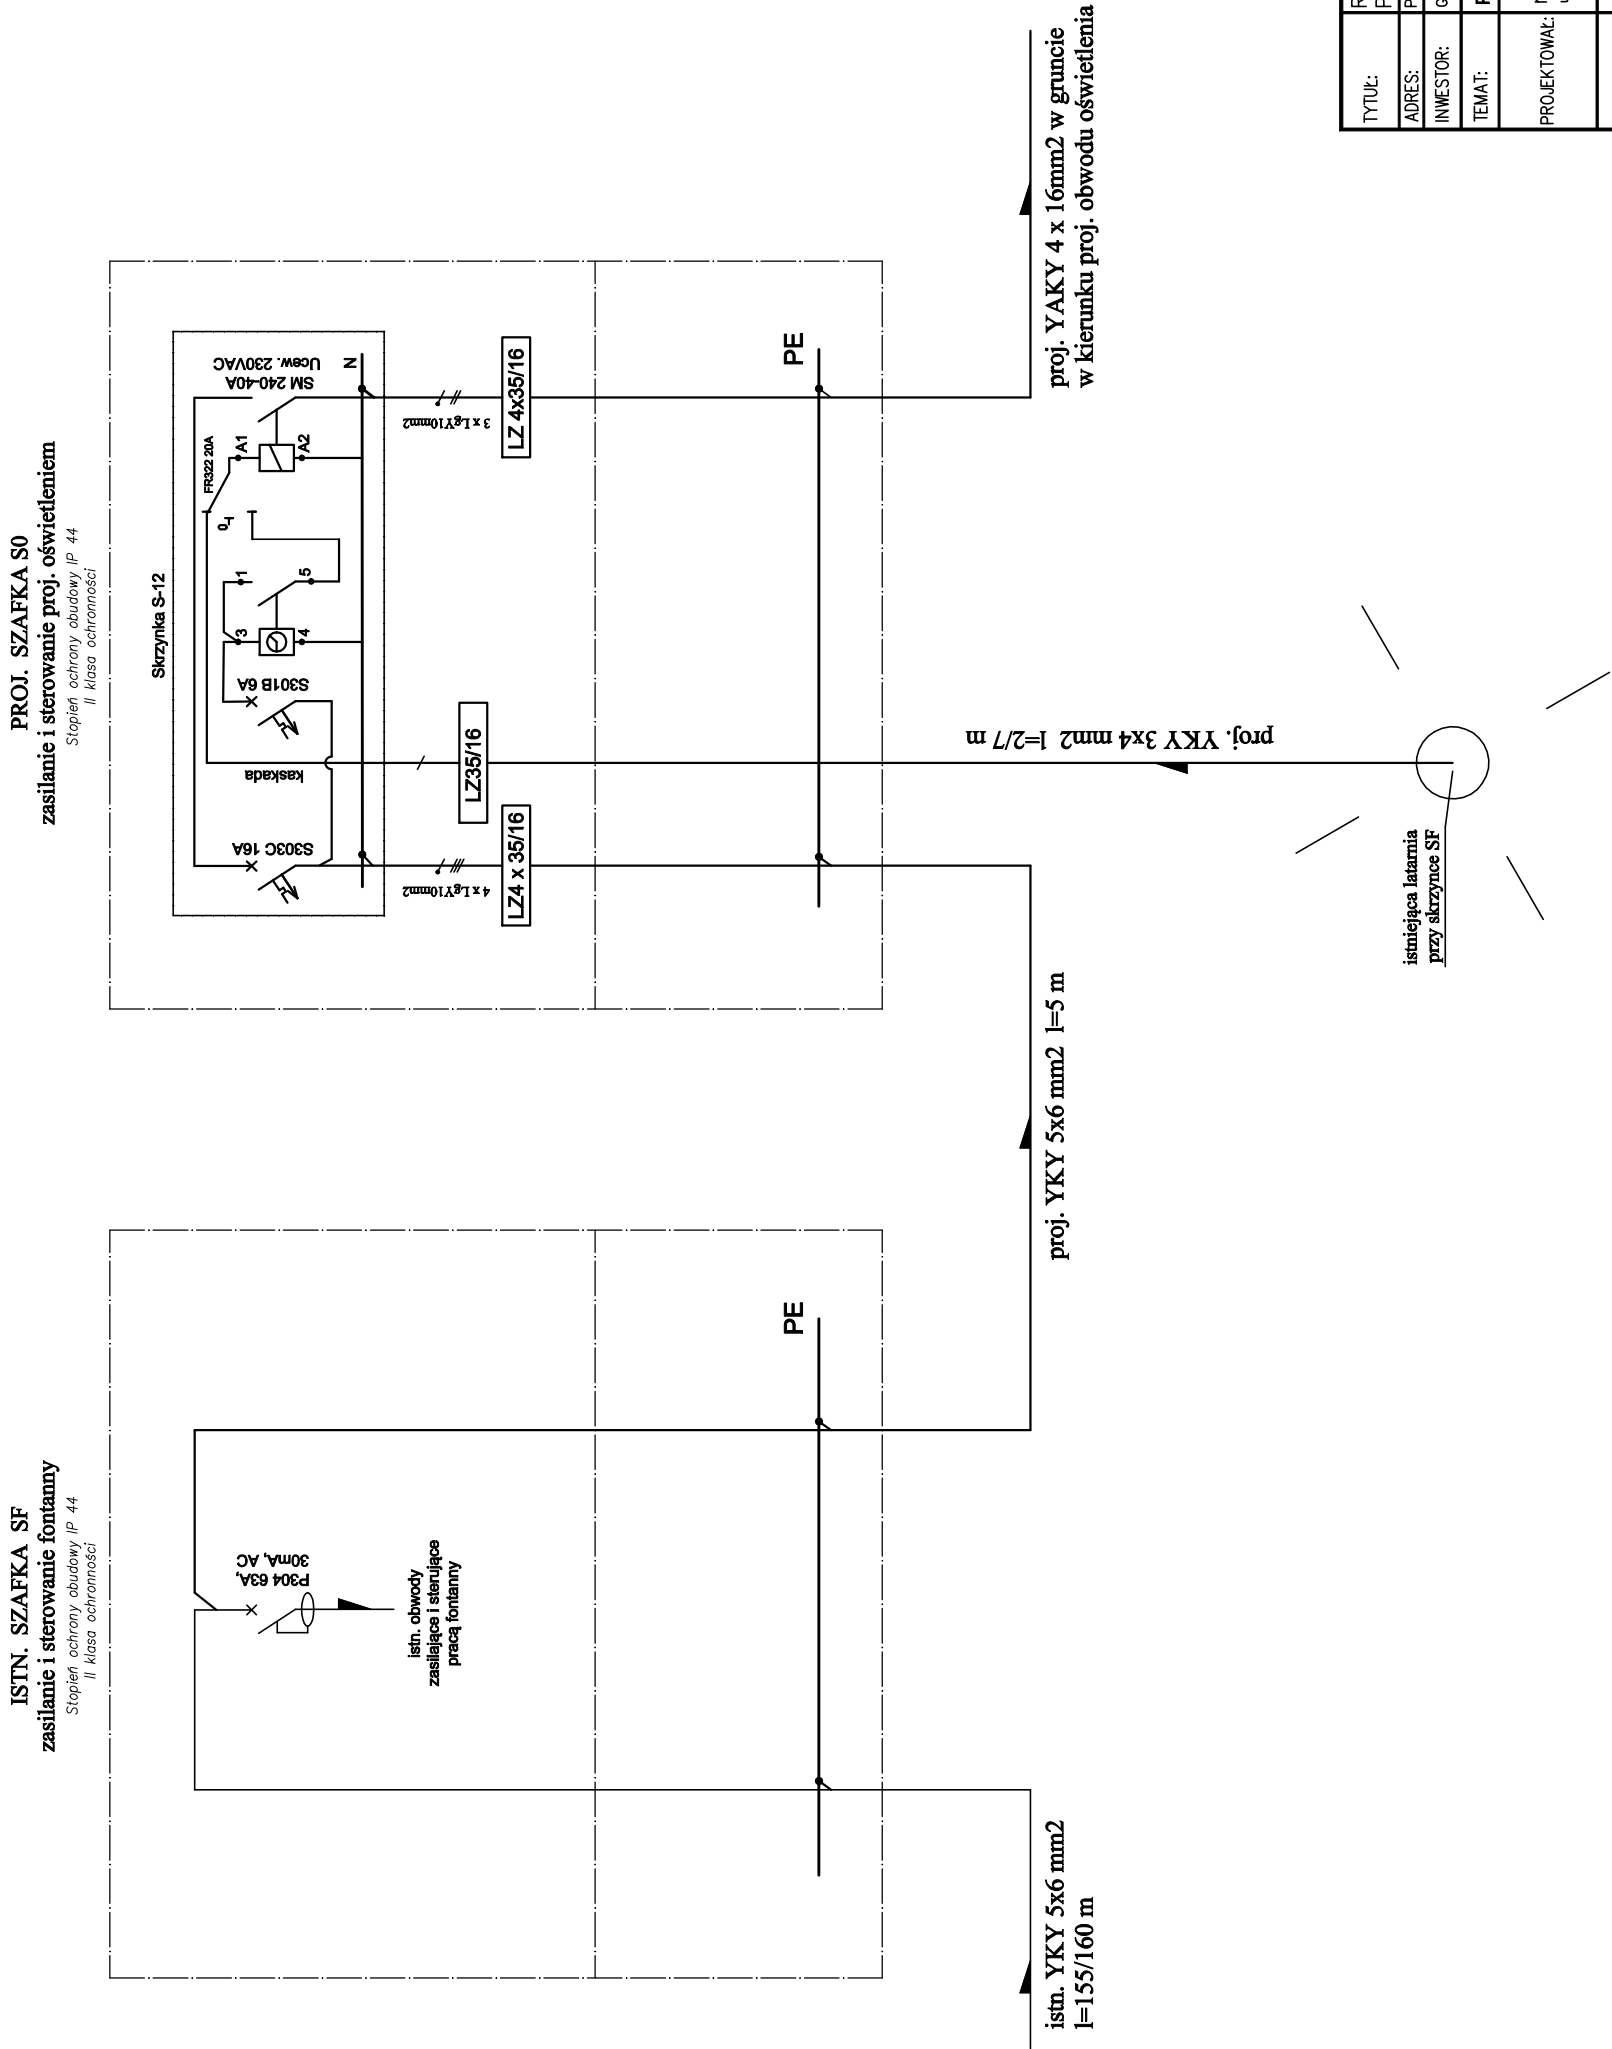 ISTN. SZAFKA SF
zasilanie i sterowanie fontanny
Stopień ochrony obudowy IP 44
II klasa ochronności
P304 63A,
30mA, AC
istn. obwody
zasilające i sterujące
pracą fontanny
PE
istn. YKY 5x6 mm2
l=155/160 m
proj. YKY 5x6 mm2 l=5 m
PROJ. SZAFKA S0
zasilanie i sterowanie proj. oświetleniem
Stopień ochrony obudowy IP 44
II klasa ochronności
Skrzynka S-12
S303C 16A
kaskada
S301B 6A
3
4
1
5
0
1
FR322 20A
A1
A2
SM 240-40A
Ucew. 230VAC
N
4 x LgY10mm2
3 x LgY10mm2
LZ4 x 35/16
LZ35/16
LZ 4x35/16
PE
proj. YKY 3x4 mm2 l=2/7 m
istniejąca latarnia
przy skrzynce SF
proj. YAKY 4 x 16mm2 w gruncie
w kierunku proj. obwodu oświetlenia
TYTUŁ:
ADRES:
INWESTOR:
TEMAT:
PROJEKTOWAŁ: